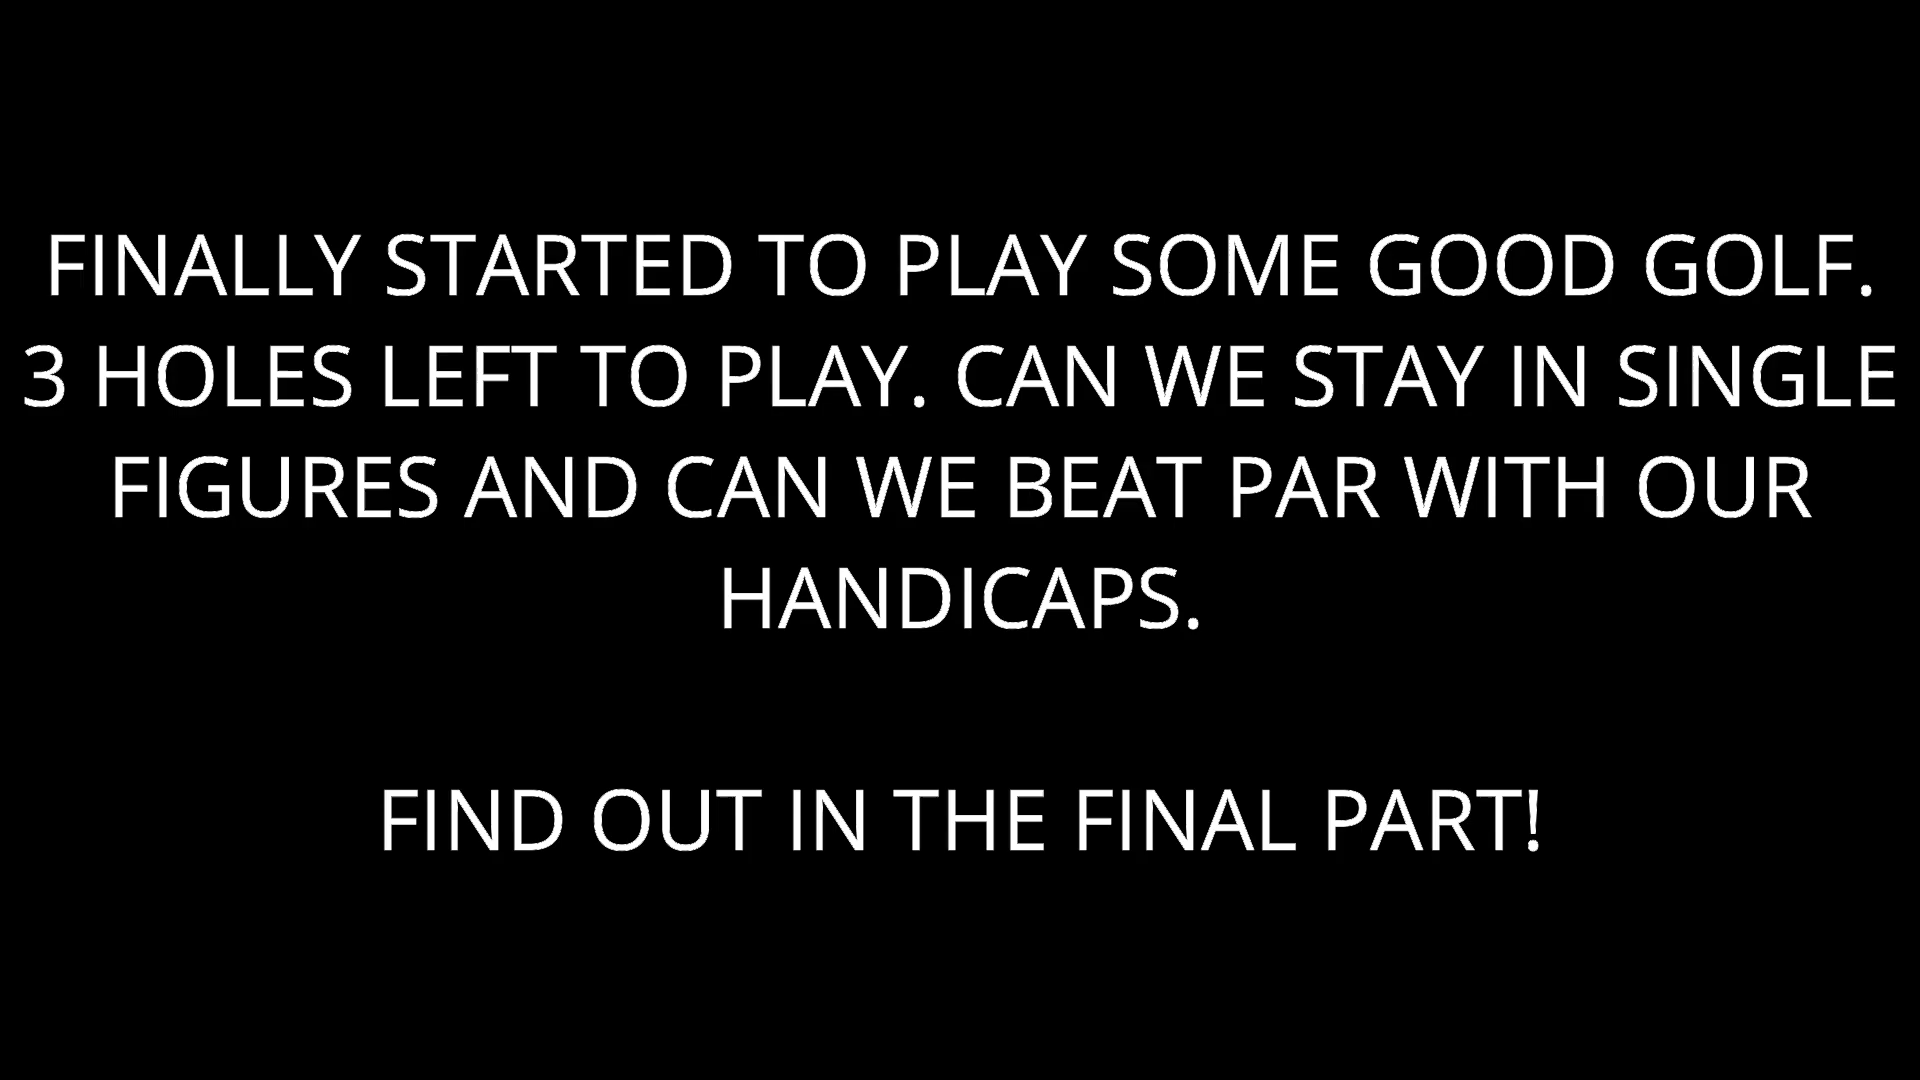 FINALLY STARTED TO PLAY SOME GOOD GOLF.
3 HOLES LEFT TO PLAY. CAN WE STAY IN SINGLE
FIGURES AND CAN WE BEAT PAR WITH OUR
HANDICAPS.
FIND OUT IN THE FINAL PART!